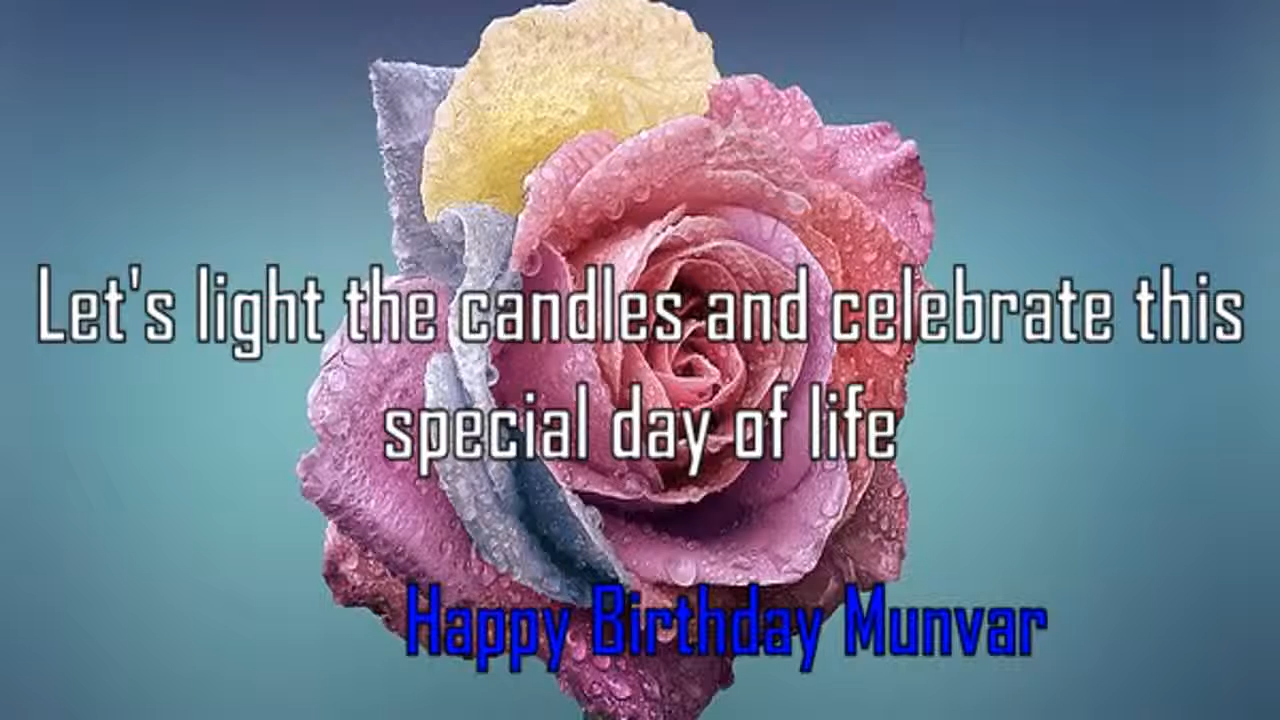 Let's light the candles and celebrate this
special day of life
Happy Birthday Munvar